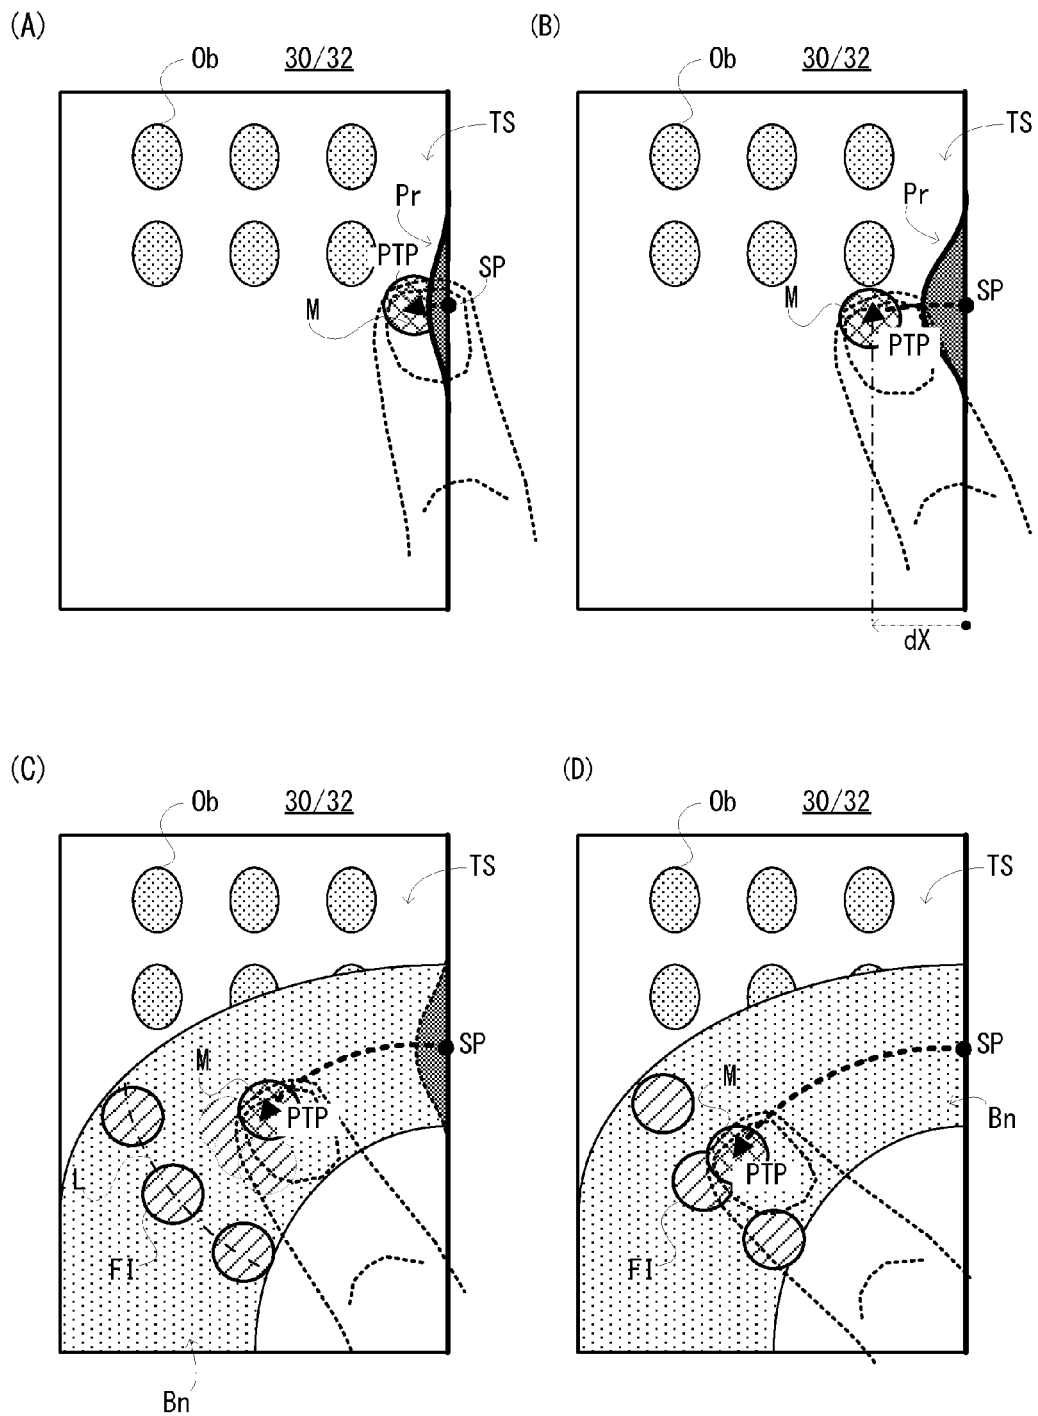 (A)
Ob
30/32
TS
Pr
PTP
SP
M
(B)
Ob
30/32
TS
Pr
M
SP
PTP
dX
(C)
Ob
30/32
TS
SP
M
PTP
L
FI
Bn
(D)
Ob
30/32
TS
SP
M
Bn
PTP
FI